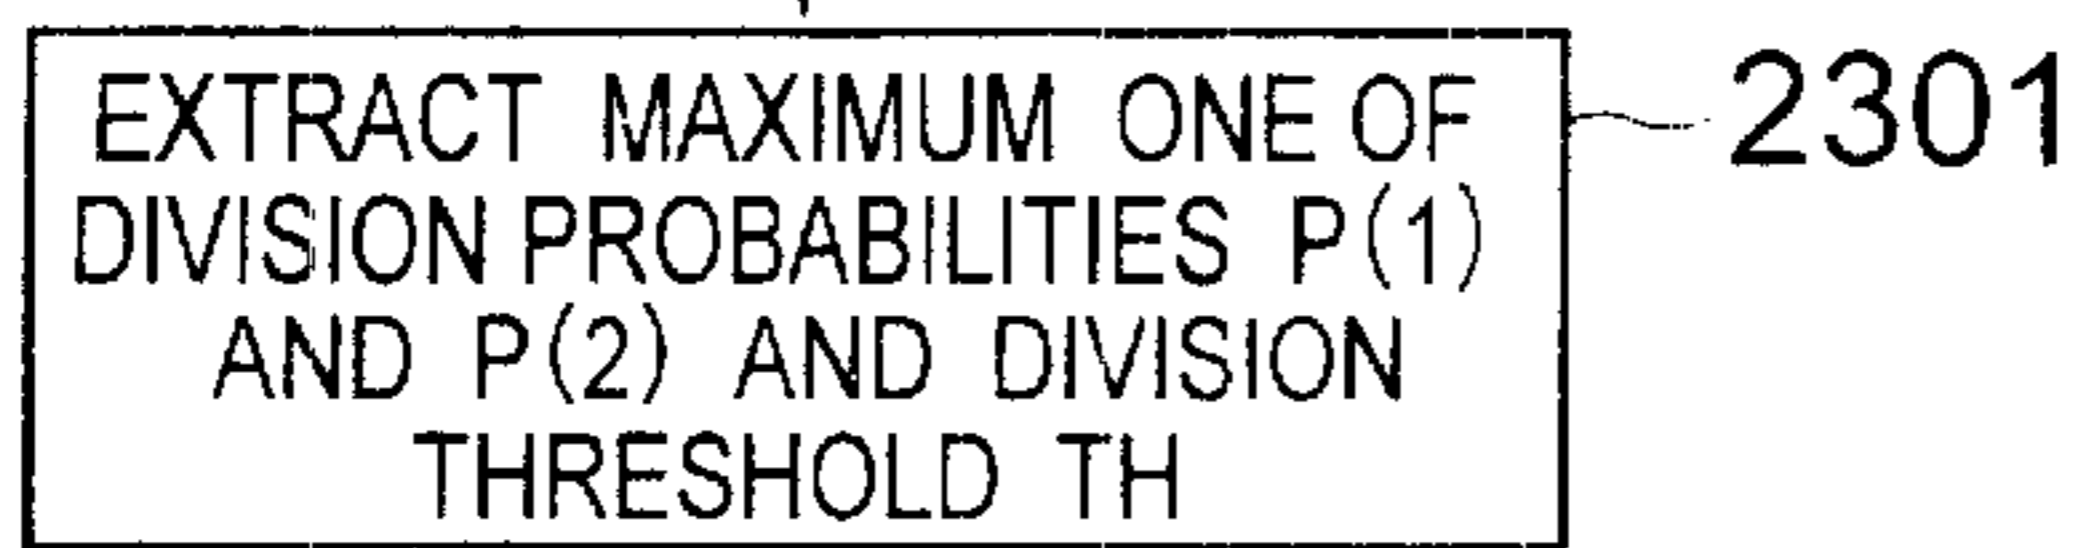 EXTRACT MAXIMUM ONE OF
DIVISION PROBABILITIES P(1)
AND P(2) AND DIVISION
THRESHOLD TH
2301